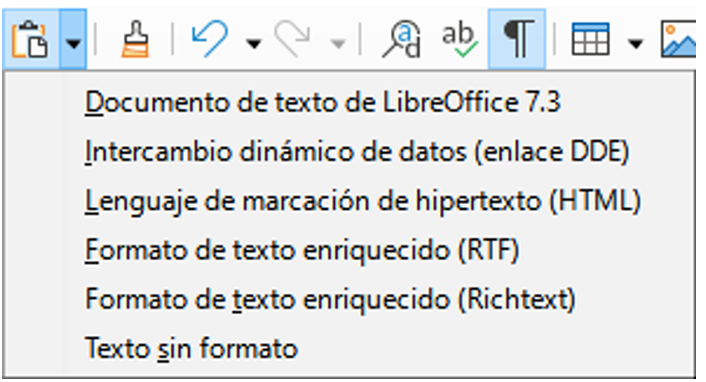 Documento de texto de LibreOffice 7.3
Intercambio dinámico de datos (enlace DDE)
Lenguaje de marcación de hipertexto (HTML)
Formato de texto enriquecido (RTF)
Formato de texto enriquecido (Richtext)
Texto sin formato